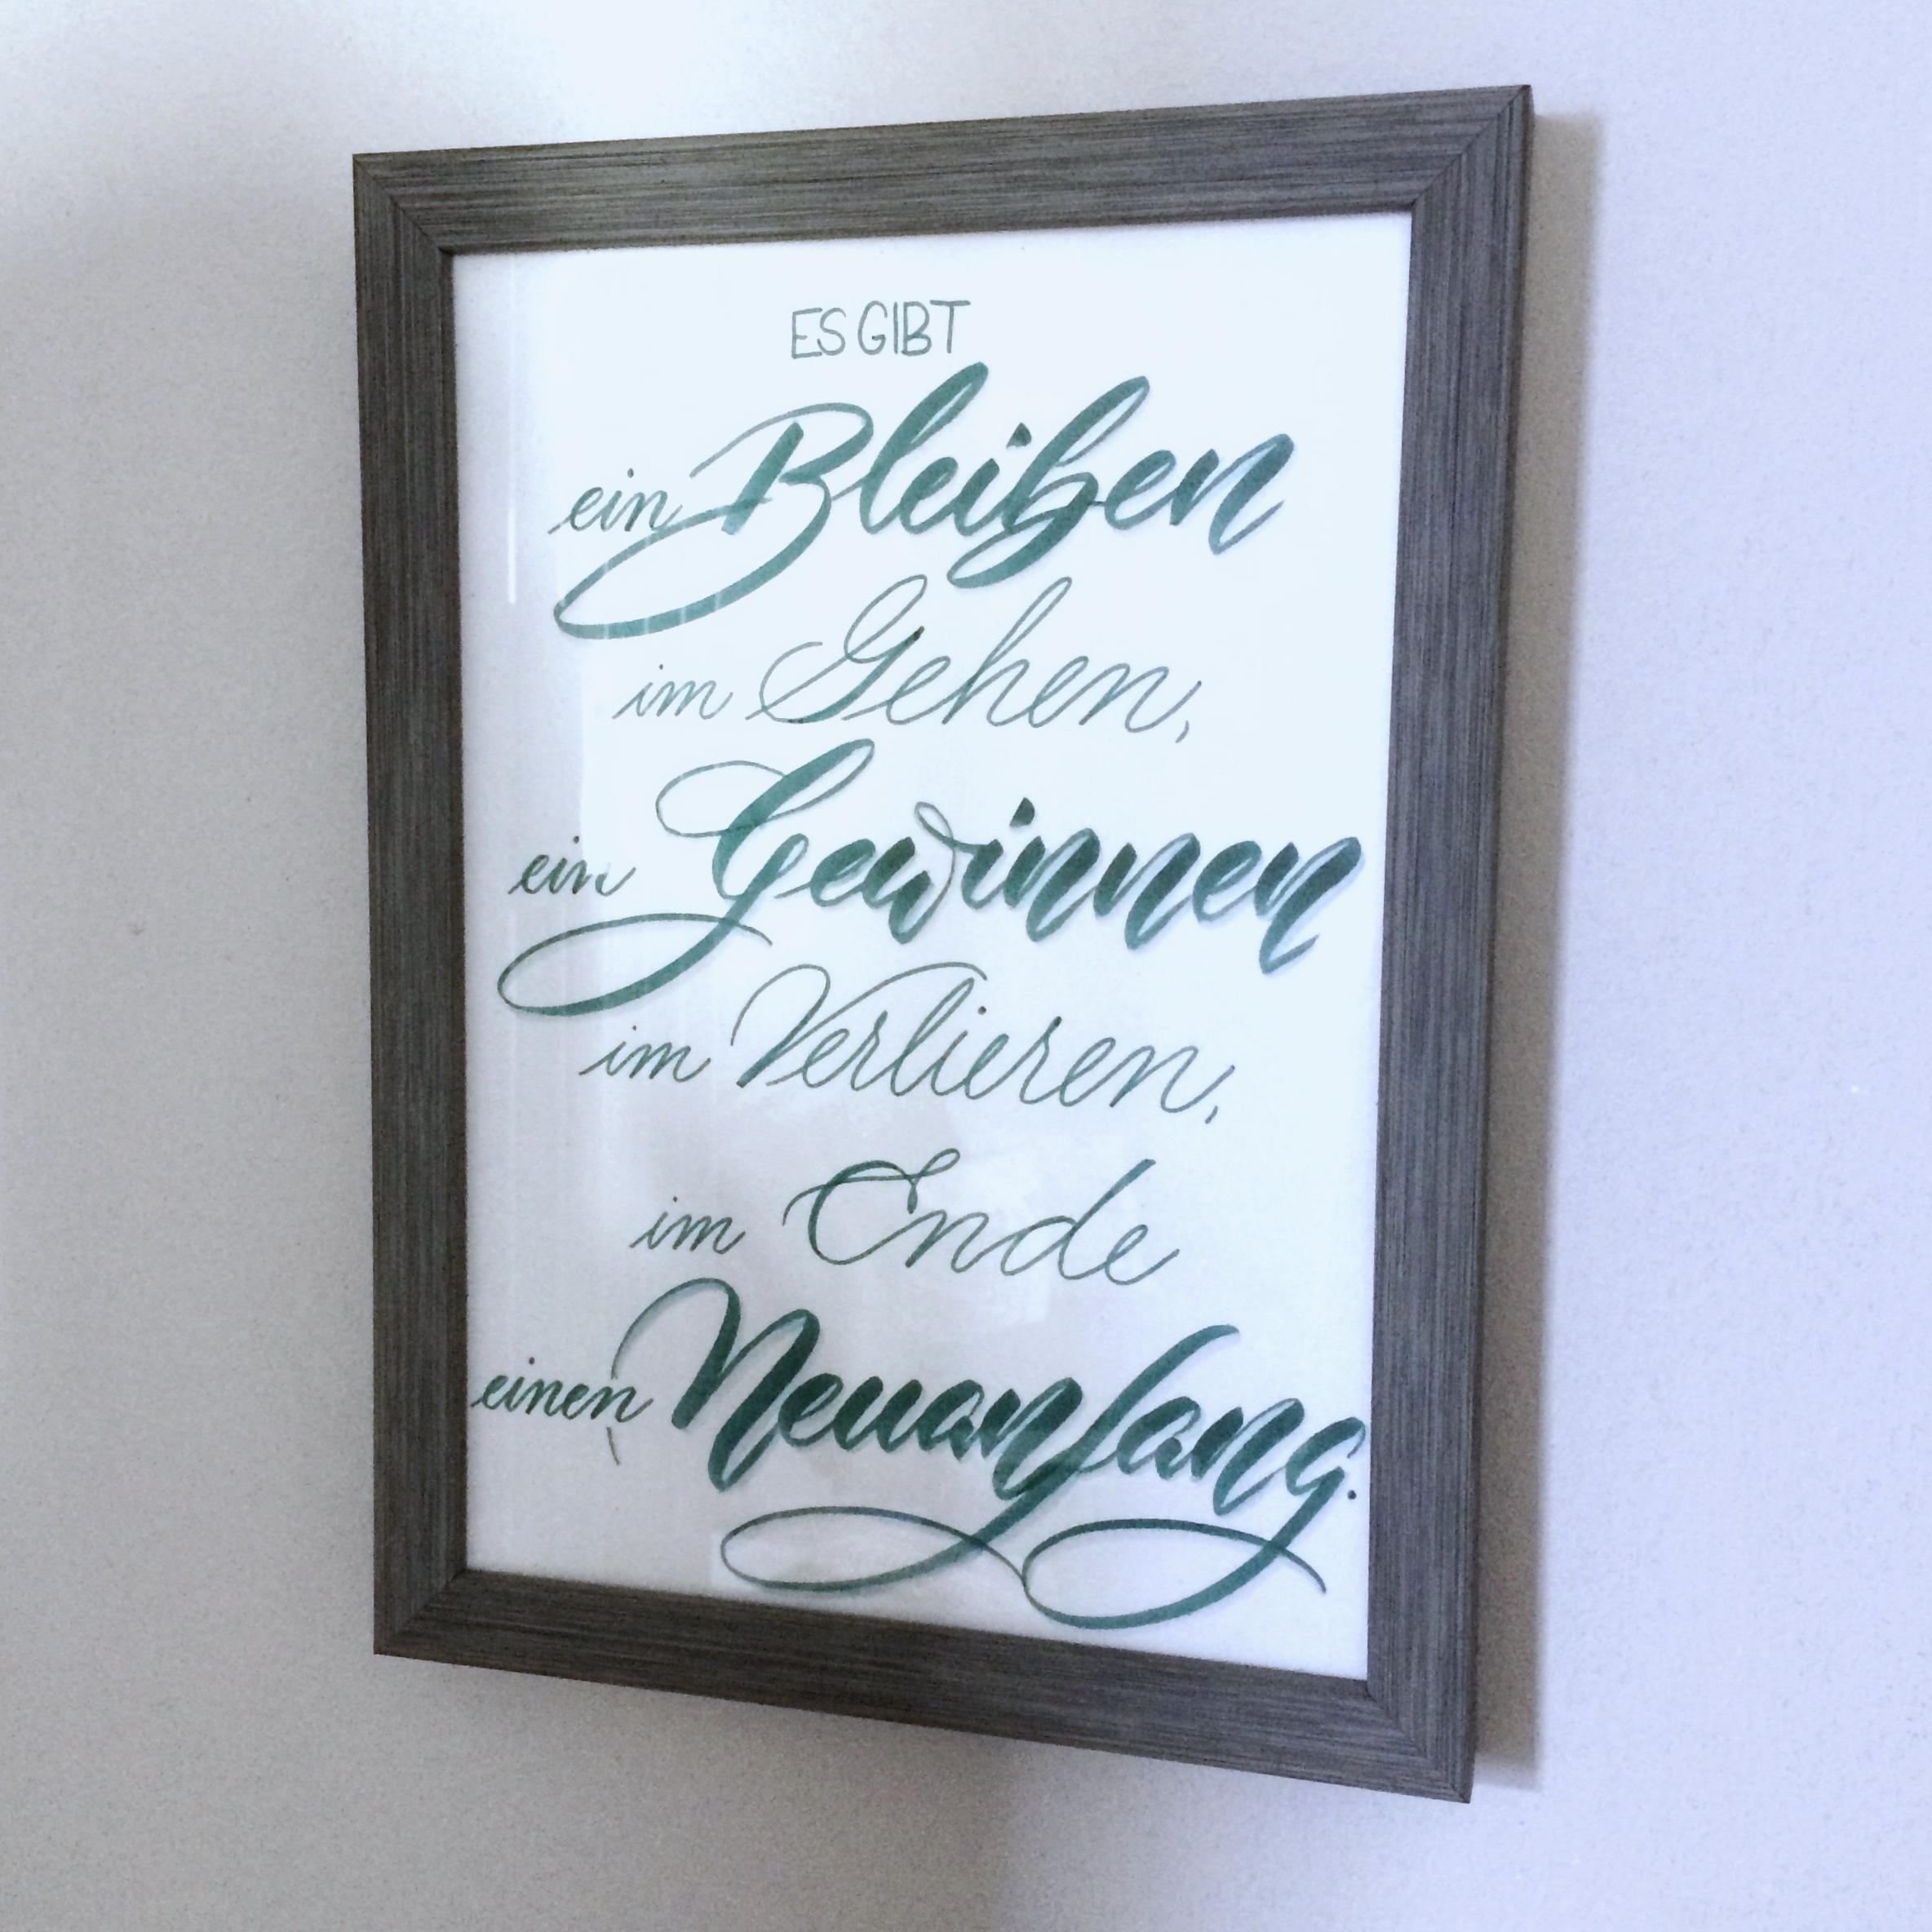 ES GIBT
ein Bleiben
im Gehen,
ein Gewinnen
im Verlieren,
im Ende
einen Neuanfang.